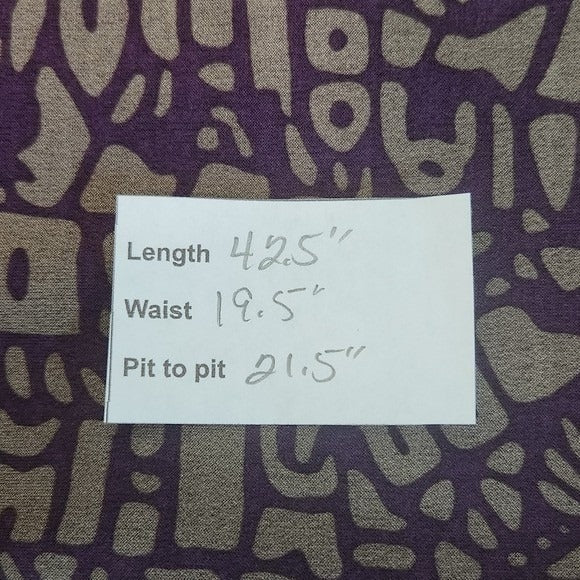 Length 42.5"
Waist 19.5"
Pit to pit 21.5"